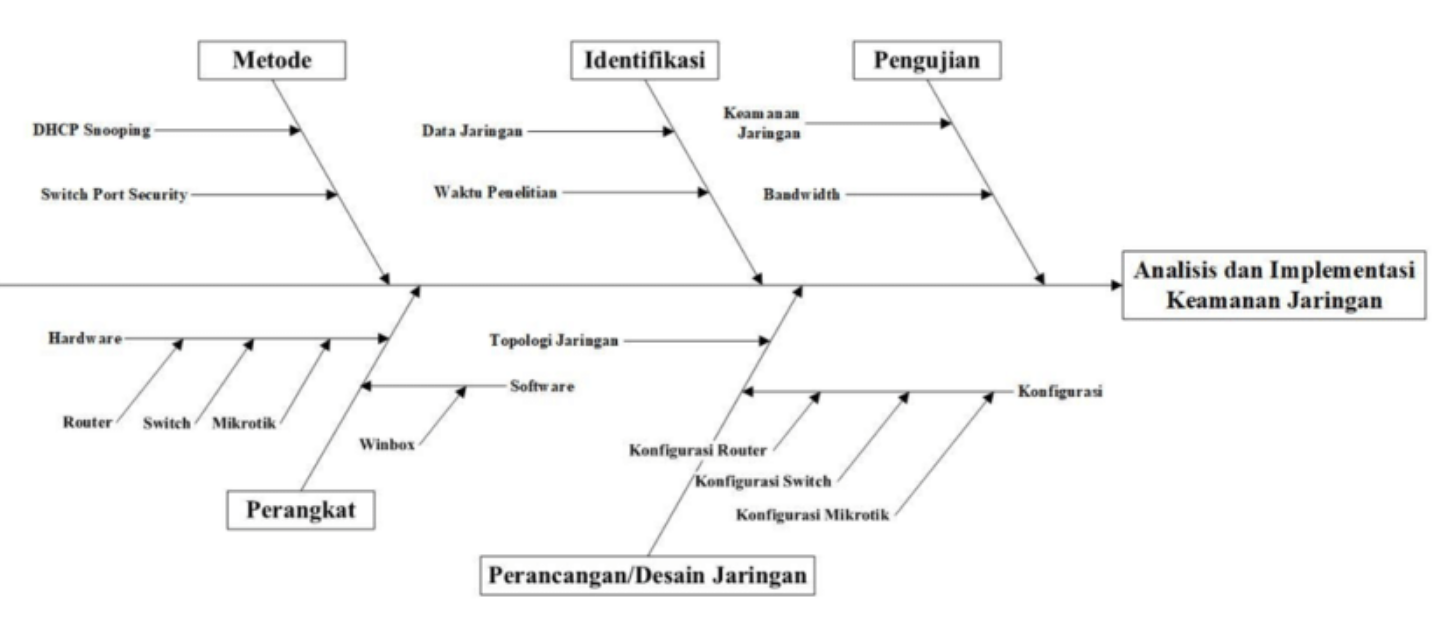 Metode
Identifikasi
Pengujian
DHCP Snooping
Data Jaringan
Keamanan
Jaringan
Switch Port Security
Waktu Penelitian
Bandwidth
Analisis dan Implementasi
Keamanan Jaringan
Hardware
Topologi Jaringan
Software
Konfigurasi
Router
Switch
Mikrotik
Winbox
Konfigurasi Router
Konfigurasi Switch
Konfigurasi Mikrotik
Perangkat
Perancangan/Desain Jaringan